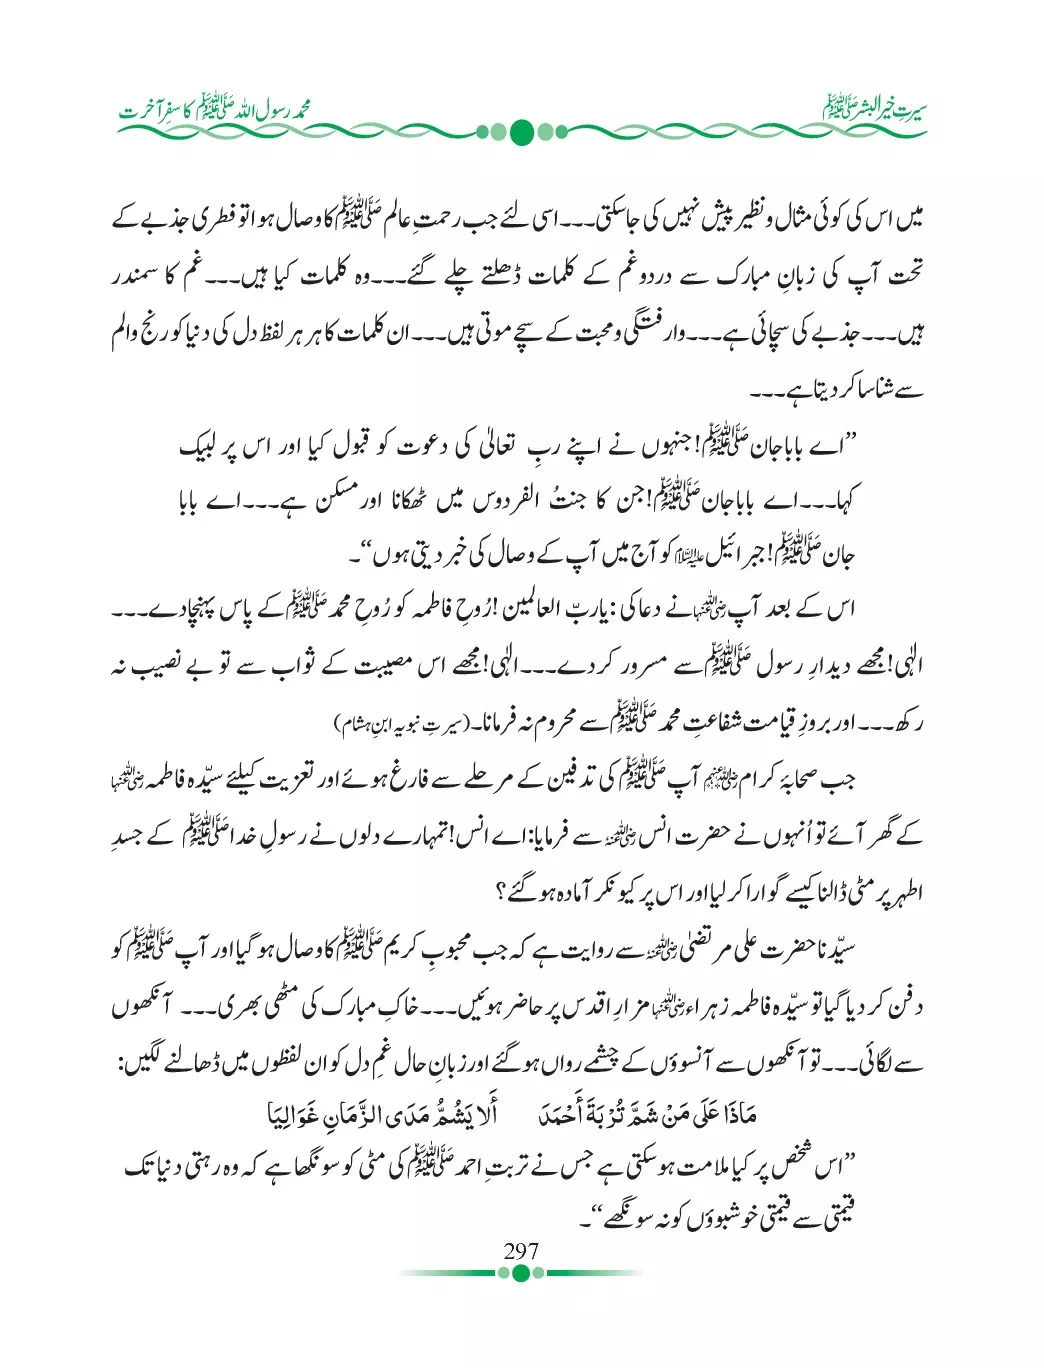 سیرتِ خیر البشر ﷺ
محمد رسول اللہ ﷺ کا سفرِ آخرت
میں اس کی کوئی مثال و نظیر پیش نہیں کی جاسکتی۔۔۔اسی لئے جب رحمتِ عالم ﷺ کا وصال ہوا تو فطری جذبے کے
تحت آپ کی زبانِ مبارک سے درد و غم کے کلمات ڈھلتے چلے گئے۔۔۔وہ کلمات کیا ہیں۔۔۔غم کا سمندر
ہیں۔۔۔جذبے کی سچائی ہے۔۔۔وارفتگی و محبت کے سچے موتی ہیں۔۔۔ان کلمات کا ہر ہر لفظ دل کی دنیا کو رنج والم
سے شناسا کر دیتا ہے۔۔۔
”اے بابا جان ﷺ! جنہوں نے اپنے ربِ تعالیٰ کی دعوت کو قبول کیا اور اس پر لبیک
کہا۔۔۔اے بابا جان ﷺ! جن کا جنتُ الفردوس میں ٹھکانا اور مسکن ہے۔۔۔اے بابا
جان ﷺ! جبرائیل علیہ السلام کو آج میں آپ کے وصال کی خبر دیتی ہوں“۔
اس کے بعد آپ رضی اللہ عنہا نے دعا کی: یاربّ العالمین! رُوحِ فاطمہ کو رُوحِ محمد ﷺ کے پاس پہنچادے۔۔۔
الٰہی! مجھے دیدارِ رسول ﷺ سے مسرور کردے۔۔۔الٰہی! مجھے اس مصیبت کے ثواب سے تو بے نصیب نہ
رکھ۔۔۔اور بروزِ قیامت شفاعتِ محمد ﷺ سے محروم نہ فرمانا۔ (سیرتِ نبویہ ابنِ ہشام)
جب صحابۂ کرام رضی اللہ عنہم آپ ﷺ کی تدفین کے مرحلے سے فارغ ہوئے اور تعزیت کیلئے سیّدہ فاطمہ رضی اللہ عنہا
کے گھر آئے تو اُنہوں نے حضرت انس رضی اللہ عنہ سے فرمایا: اے انس! تمہارے دلوں نے رسولِ خدا ﷺ کے جسدِ
اطہر پر مٹی ڈالنا کیسے گوارا کر لیا اور اس پر کیونکر آمادہ ہوگئے؟
سیّدنا حضرت علی مرتضیٰ رضی اللہ عنہ سے روایت ہے کہ جب محبوبِ کریم ﷺ کا وصال ہوگیا اور آپ ﷺ کو
دفن کر دیا گیا تو سیّدہ فاطمہ زہراء رضی اللہ عنہا مزارِ اقدس پر حاضر ہوئیں۔۔۔خاکِ مبارک کی مٹھی بھری۔۔۔ آنکھوں
سے لگائی۔۔۔تو آنکھوں سے آنسوؤں کے چشمے رواں ہوگئے اور زبانِ حال غمِ دل کو ان لفظوں میں ڈھالنے لگیں:
مَاذَا عَلَى مَنْ شَمَّ تُرْبَةَ أَحْمَدَ أَلا يَشُمُّ مَدَى الزَّمَانِ غَوَالِيَا
”اس شخص پر کیا ملامت ہوسکتی ہے جس نے تربتِ احمد ﷺ کی مٹی کو سونگھا ہے کہ وہ رہتی دنیا تک
قیمتی سے قیمتی خوشبوؤں کو نہ سونگھے“۔
297